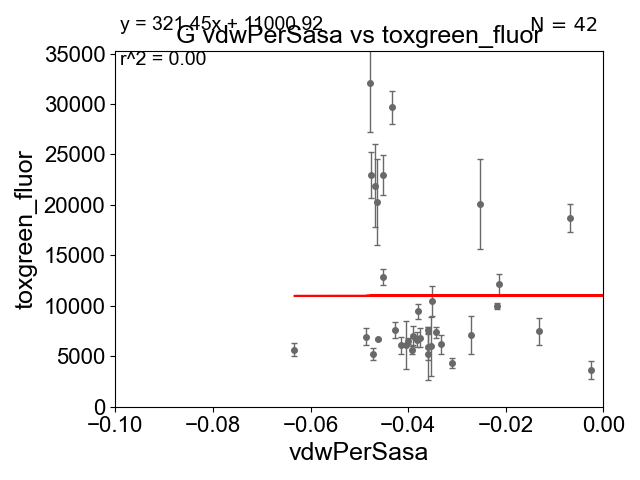 y = 321.45x + 11000.92
N = 42
G vdwPerSasa vs toxgreen_fluor
r^2 = 0.00
35000
30000
25000
20000
15000
10000
5000
0
toxgreen_fluor
−0.10 −0.08 −0.06 −0.04 −0.02 0.00
vdwPerSasa